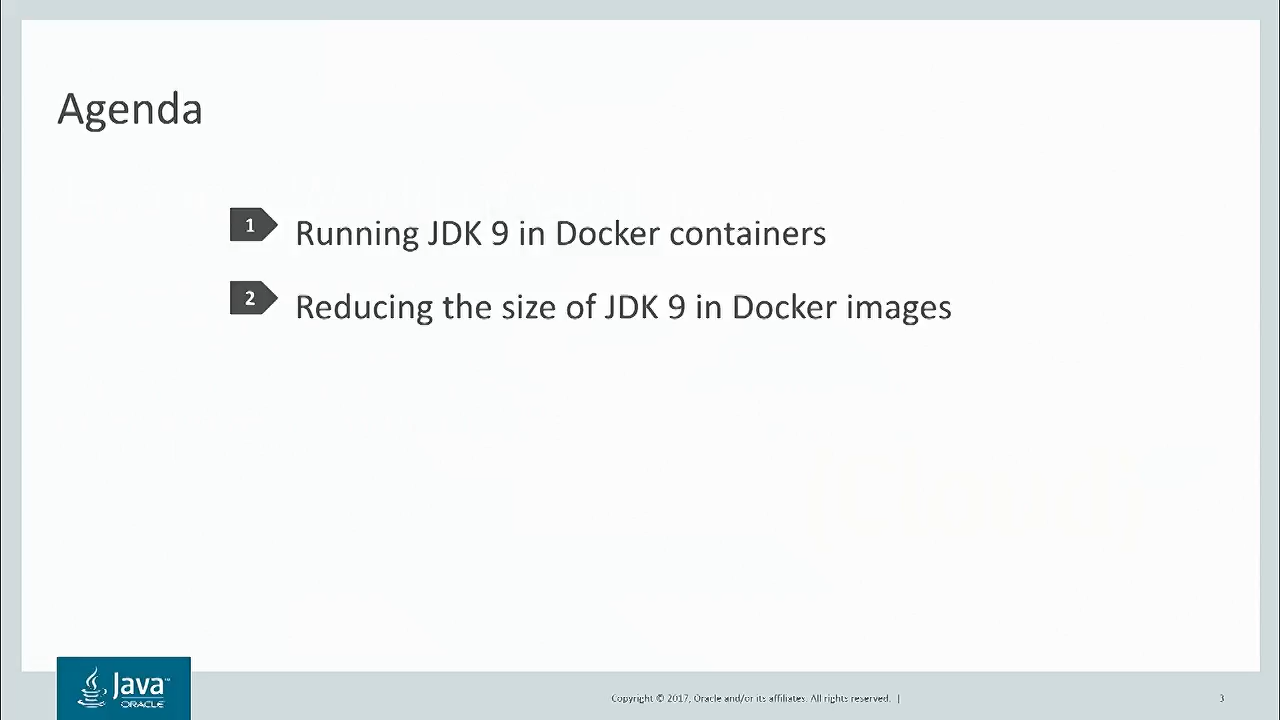 Agenda
1 Running JDK 9 in Docker containers
2 Reducing the size of JDK 9 in Docker images
Java™
ORACLE
Copyright © 2017, Oracle and/or its affiliates. All rights reserved. |
3